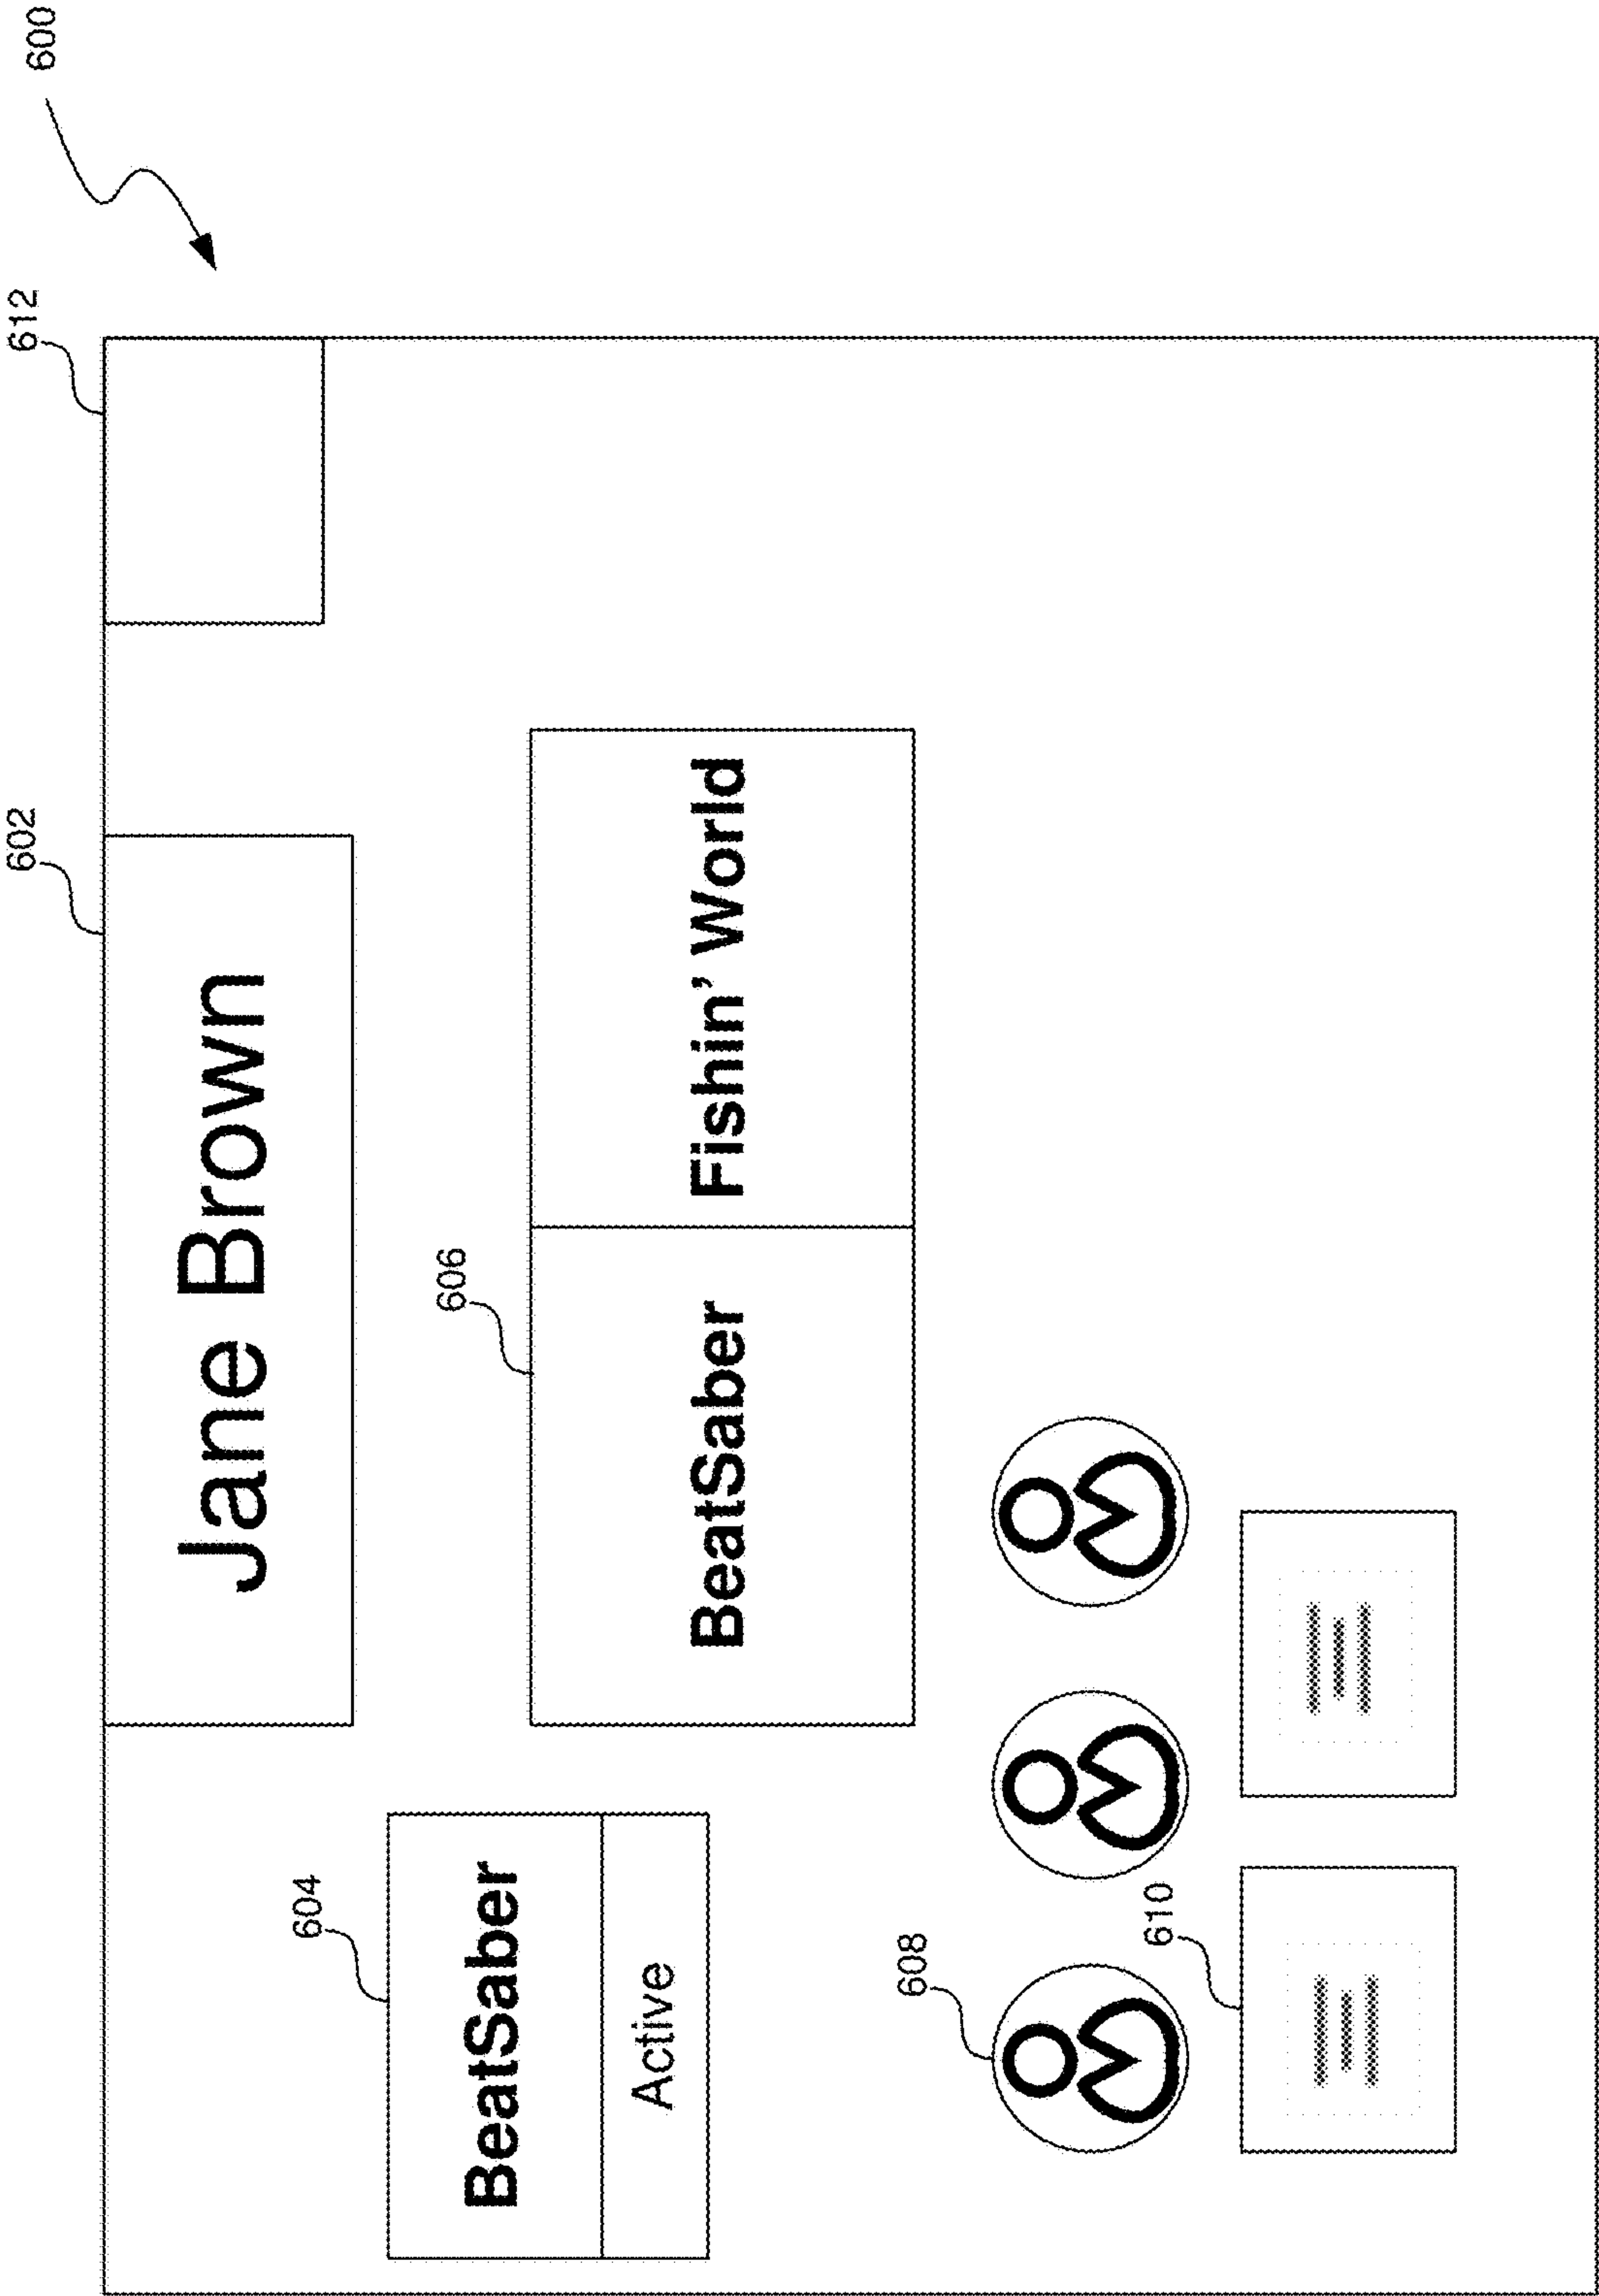 600
602
612
Jane Brown
604
BeatSaber
Active
606
BeatSaber
Fishin’ World
608
610